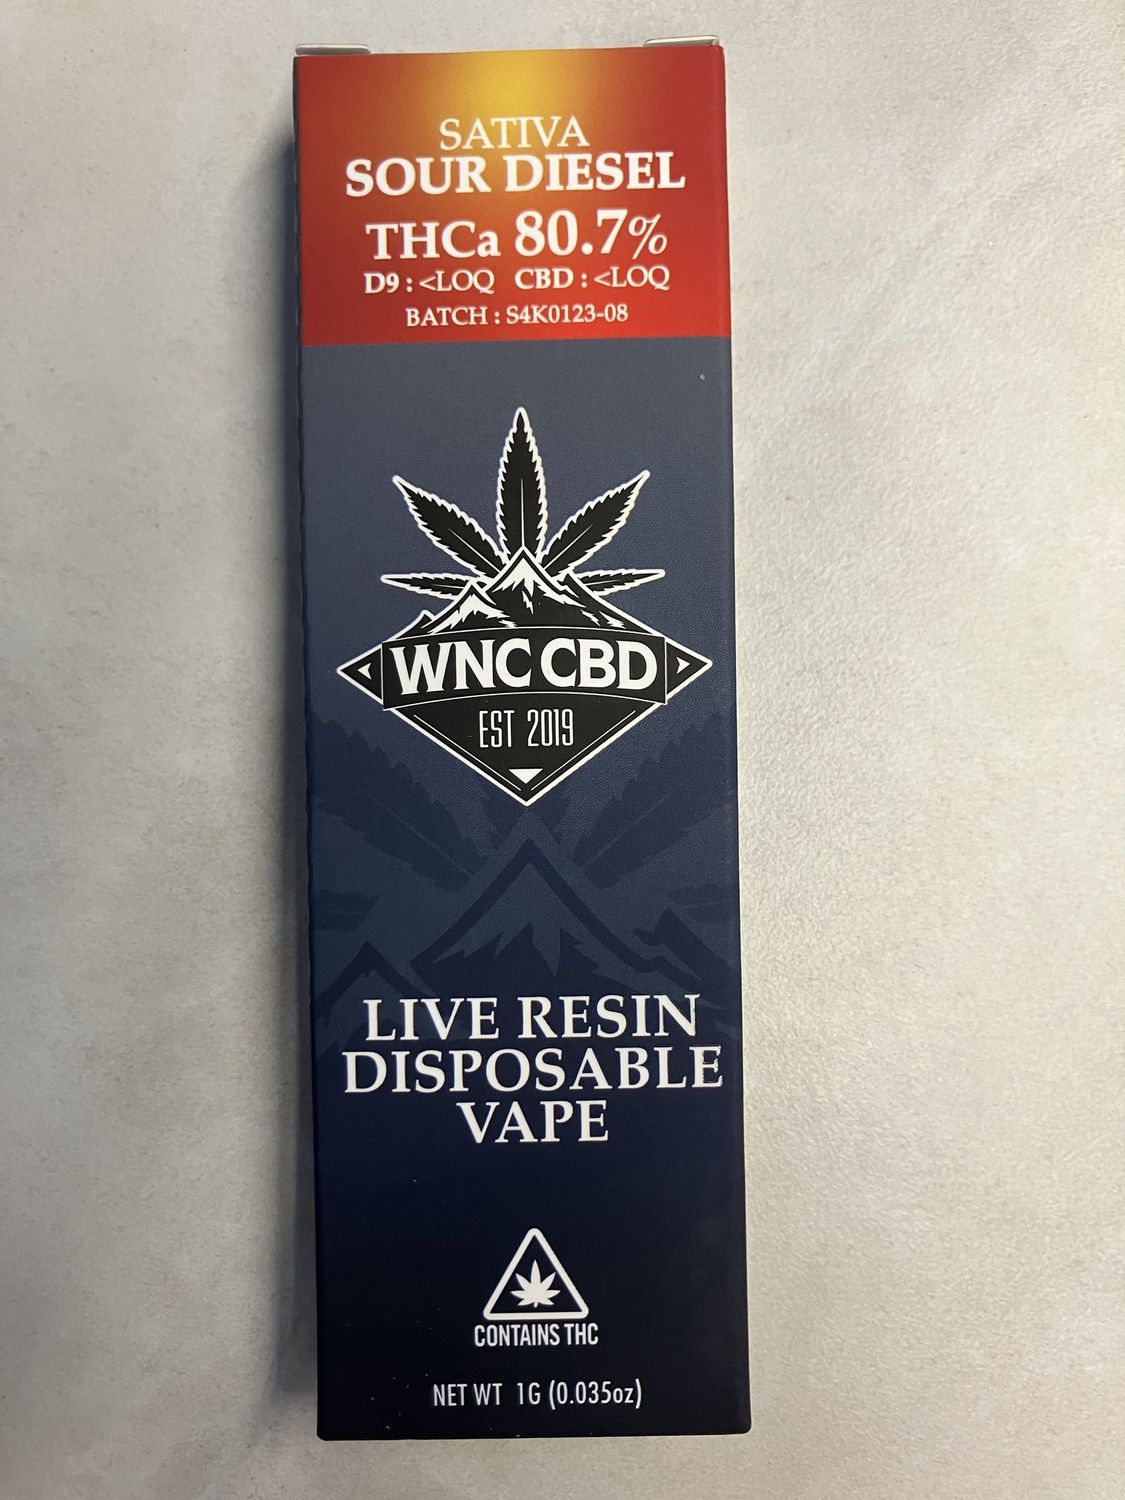 SATIVA
SOUR DIESEL
THCa 80.7%
D9 : <LOQ CBD : <LOQ
BATCH : S4K0123-08
WNC CBD
EST 2019
LIVE RESIN
DISPOSABLE
VAPE
CONTAINS THC
NET WT 1G (0.035oz)